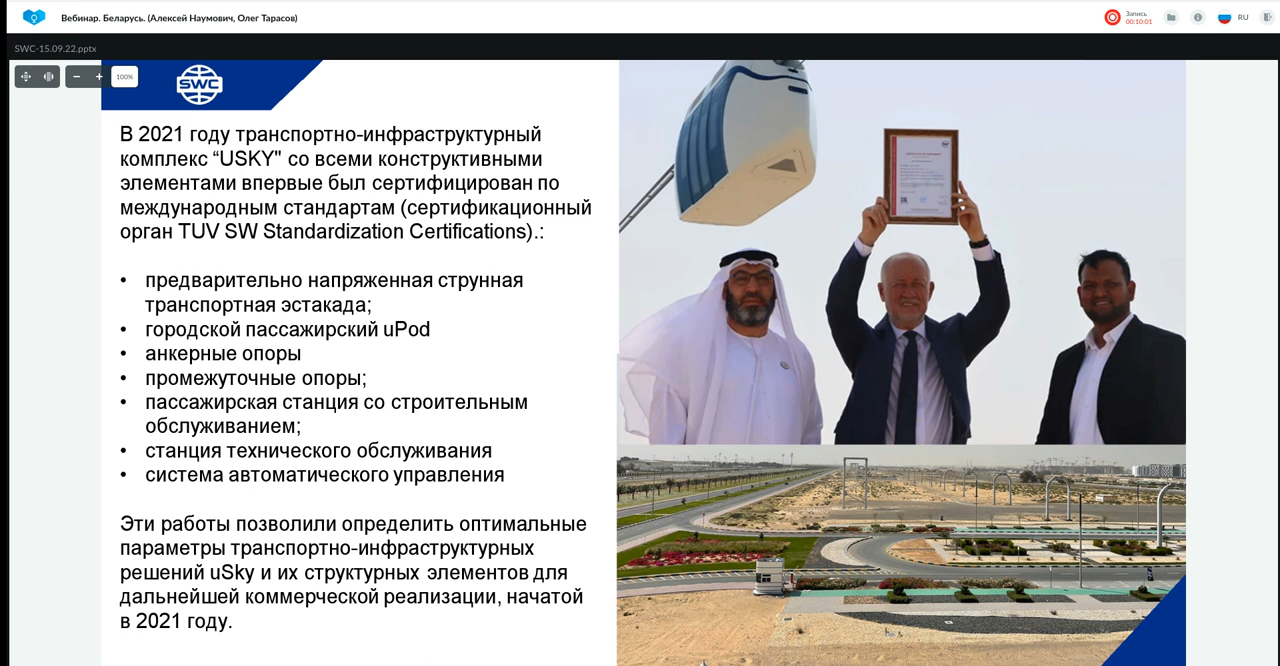 Вебинар. Беларусь. (Алексей Наумович, Олег Тарасов)
Запись
00:10:01
RU
SWC-15.09.22.pptx
100%
SWC
В 2021 году транспортно-инфраструктурный
комплекс “USKY" со всеми конструктивными
элементами впервые был сертифицирован по
международным стандартам (сертификационный
орган TUV SW Standardization Certifications).:
• предварительно напряженная струнная
транспортная эстакада;
• городской пассажирский uPod
• анкерные опоры
• промежуточные опоры;
• пассажирская станция со строительным
обслуживанием;
• станция технического обслуживания
• система автоматического управления
Эти работы позволили определить оптимальные
параметры транспортно-инфраструктурных
решений uSky и их структурных элементов для
дальнейшей коммерческой реализации, начатой
в 2021 году.